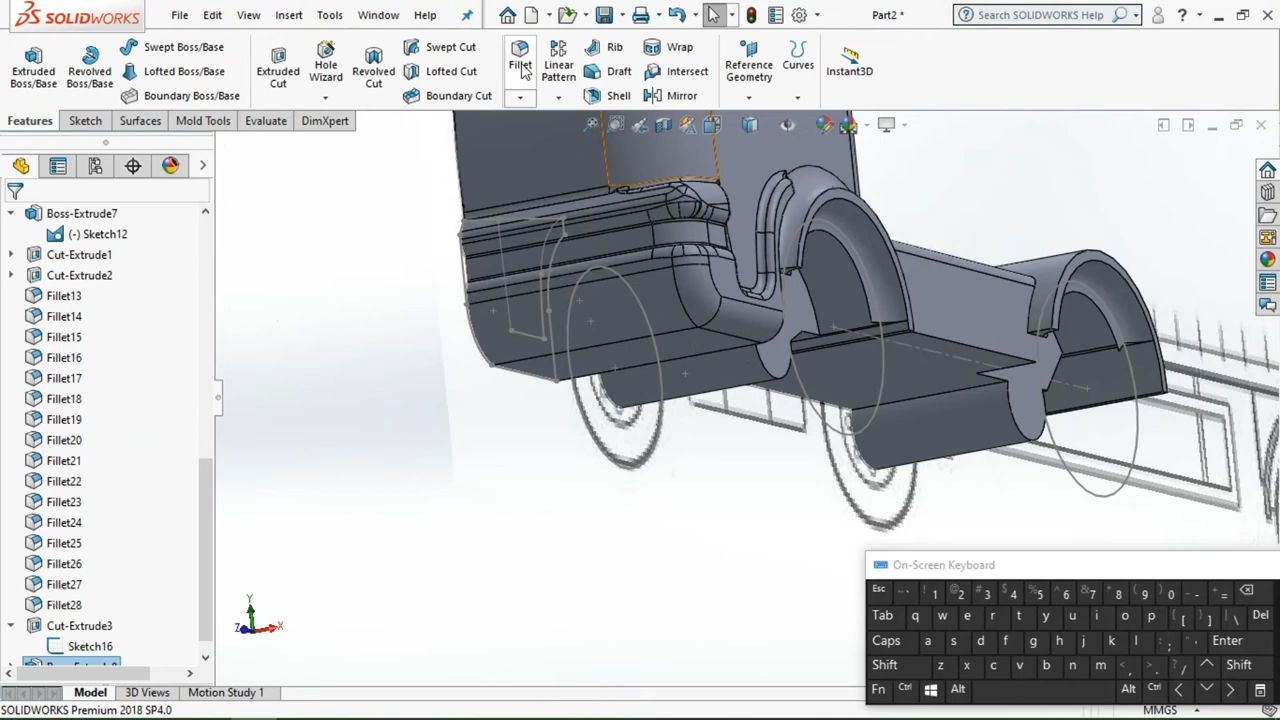 SOLIDWORKS
File
Edit
View
Insert
Tools
Window
Help
Part2 *
Search SOLIDWORKS Help
?
Extruded Boss/Base
Revolved Boss/Base
Swept Boss/Base
Lofted Boss/Base
Boundary Boss/Base
Extruded Cut
Hole Wizard
Revolved Cut
Swept Cut
Lofted Cut
Boundary Cut
Fillet
Linear Pattern
Rib
Draft
Shell
Wrap
Intersect
Mirror
Reference Geometry
Curves
Instant3D
Features
Sketch
Surfaces
Mold Tools
Evaluate
DimXpert
Boss-Extrude7
(-) Sketch12
Cut-Extrude1
Cut-Extrude2
Fillet13
Fillet14
Fillet15
Fillet16
Fillet17
Fillet18
Fillet19
Fillet20
Fillet21
Fillet22
Fillet23
Fillet24
Fillet25
Fillet26
Fillet27
Fillet28
Cut-Extrude3
Sketch16
Y
Z
X
On-Screen Keyboard
Esc ~ ` ! 1 @ 2 # 3 $ 4 % 5 ^ 6 & 7 * 8 ( 9 ) 0 _ - + =
Tab q w e r t y u i o p { [ } ] | \ Del
Caps a s d f g h j k l : ; " ' Enter
Shift z x c v b n m < , > . ? / Shift
Fn Ctrl Alt Alt Ctrl
Model
3D Views
Motion Study 1
SOLIDWORKS Premium 2018 SP4.0
MMGS